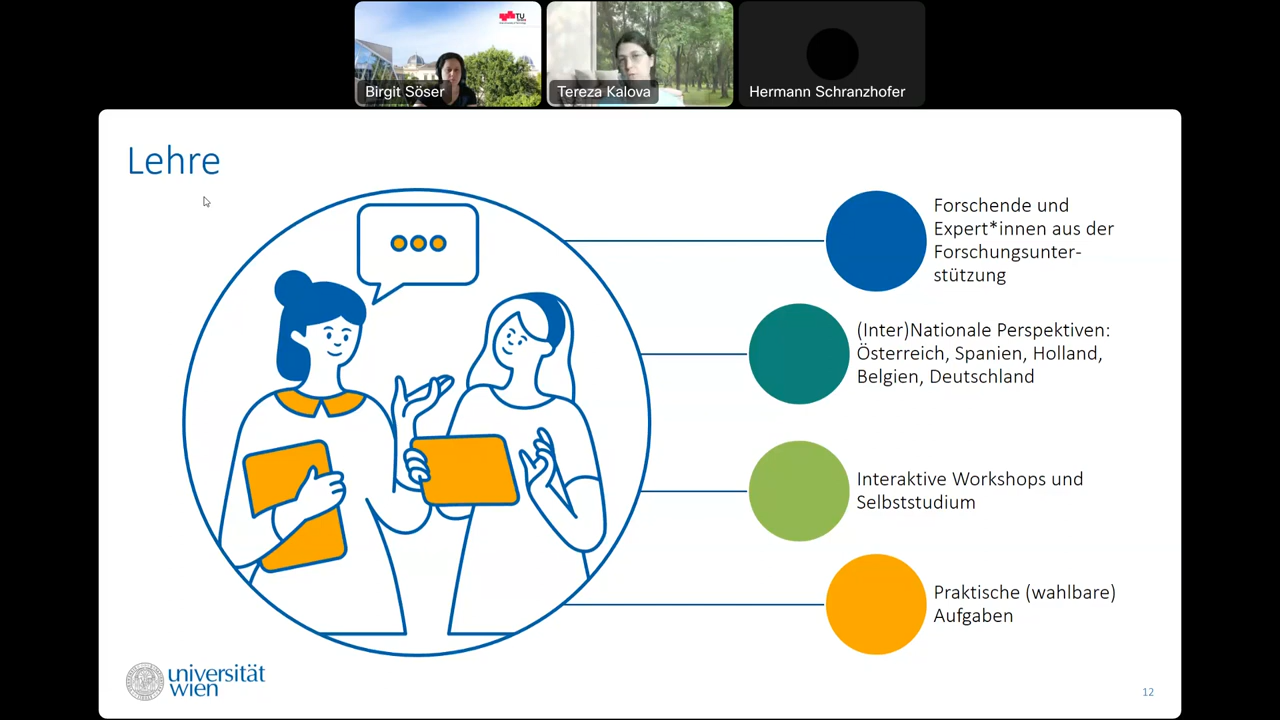 TU
Birgit Söser
Tereza Kalova
Hermann Schranzhofer
Lehre
Forschende und
Expert*innen aus der
Forschungsunter-
stützung
(Inter)Nationale Perspektiven:
Österreich, Spanien, Holland,
Belgien, Deutschland
Interaktive Workshops und
Selbststudium
Praktische (wahlbare)
Aufgaben
universität
wien
12